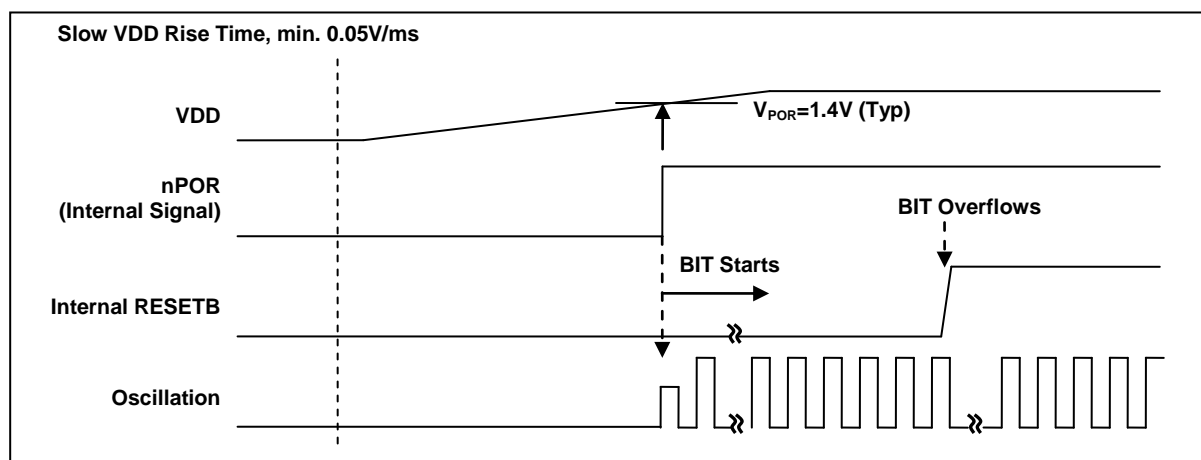 Slow VDD Rise Time, min. 0.05V/ms
VDD
VPOR=1.4V (Typ)
nPOR
(Internal Signal)
BIT Overflows
BIT Starts
Internal RESETB
Oscillation